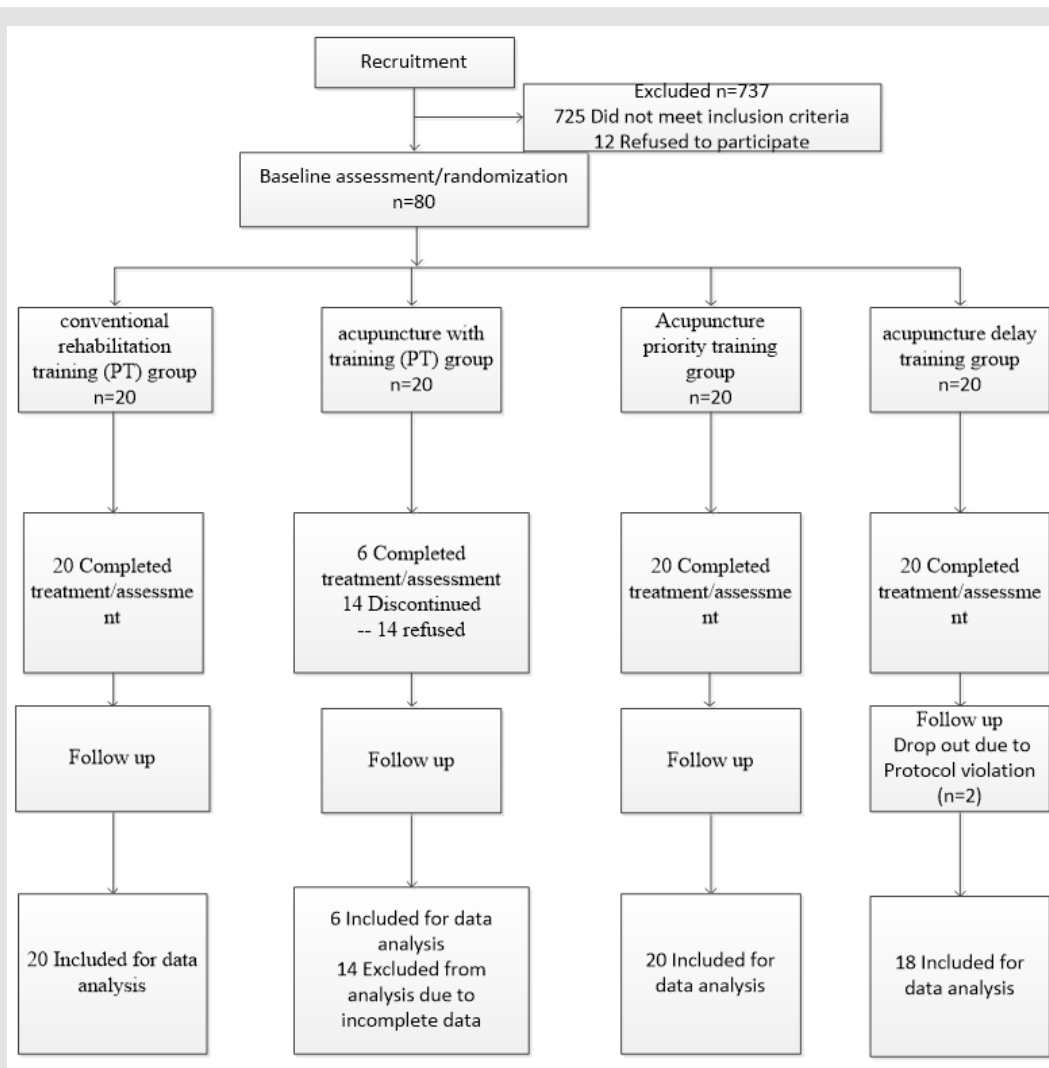 Recruitment
Excluded n=737
725 Did not meet inclusion criteria
12 Refused to participate
Baseline assessment/randomization
n=80
conventional
rehabilitation
training (PT) group
n=20
acupuncture with
training (PT) group
n=20
Acupuncture
priority training
group
n=20
acupuncture delay
training group
n=20
20 Completed
treatment/assessme
nt
6 Completed
treatment/assessment
14 Discontinued
-- 14 refused
20 Completed
treatment/assessme
nt
20 Completed
treatment/assessme
nt
Follow up
Follow up
Follow up
Follow up
Drop out due to
Protocol violation
(n=2)
20 Included for data
analysis
6 Included for data
analysis
14 Excluded from
analysis due to
incomplete data
20 Included for
data analysis
18 Included for
data analysis